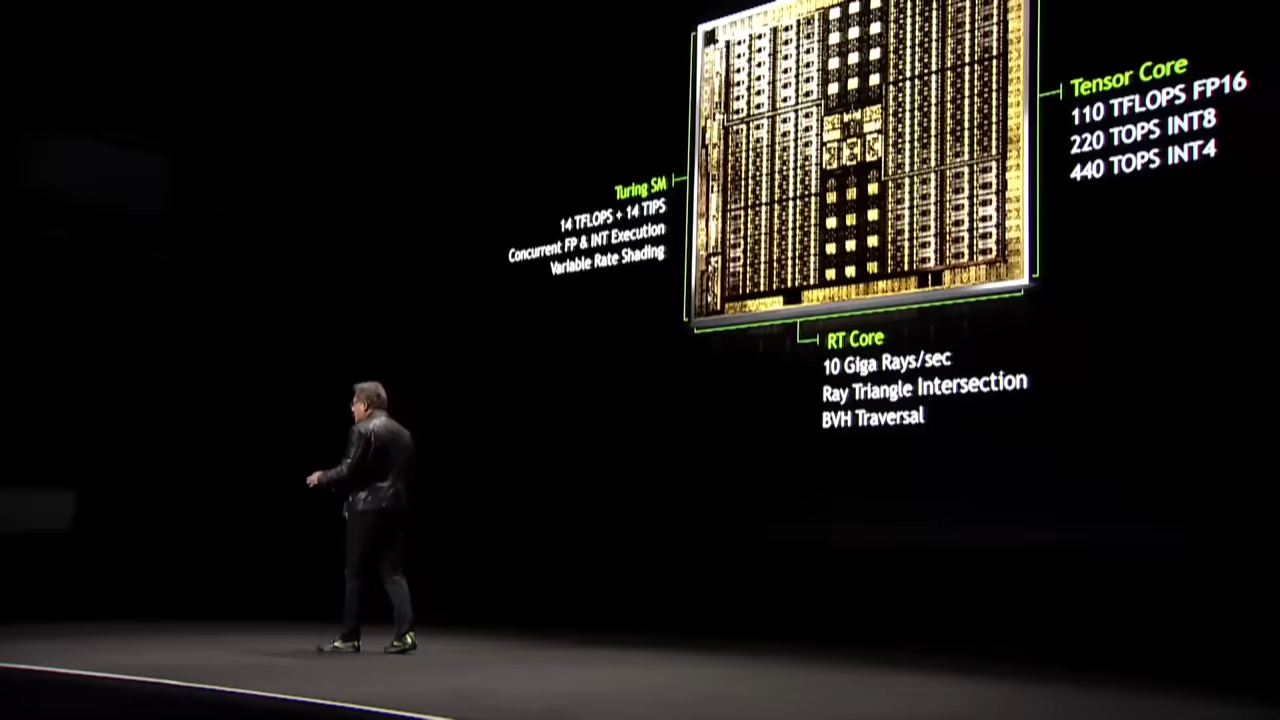 Turing SM
14 TFLOPS + 14 TIPS
Concurrent FP & INT Execution
Variable Rate Shading
Tensor Core
110 TFLOPS FP16
220 TOPS INT8
440 TOPS INT4
RT Core
10 Giga Rays/sec
Ray Triangle Intersection
BVH Traversal